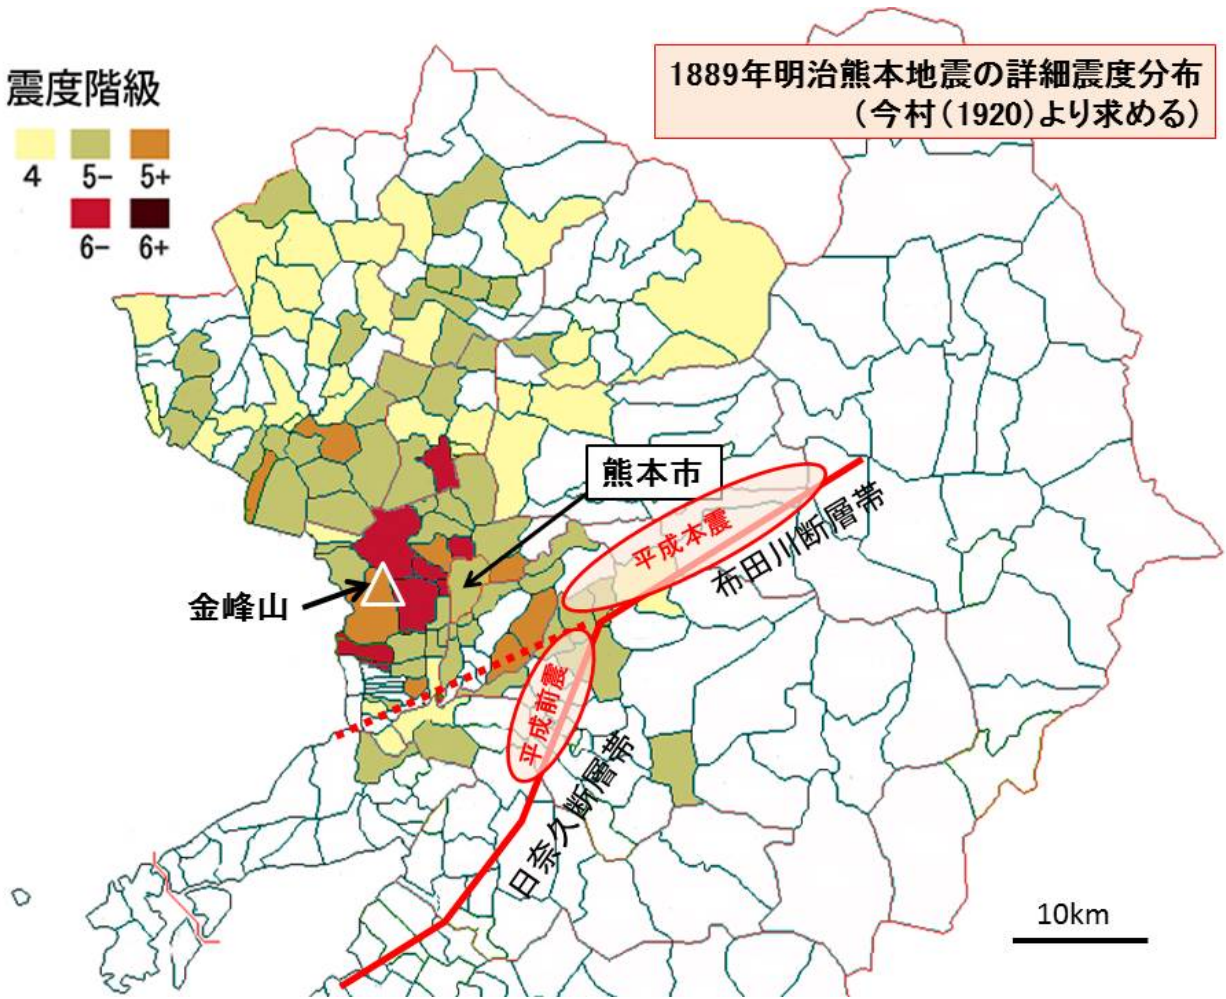 1889年明治熊本地震の詳細震度分布
（今村（1920）より求める）
震度階級
4 5- 5+
6- 6+
熊本市
平成本震
布田川断層帯
金峰山
平成前震
日奈久断層帯
10km